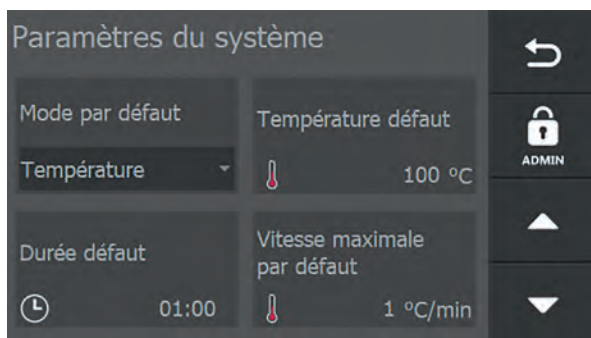 Paramètres du système
Mode par défaut
Température
Température défaut
100 °C
Durée défaut
01:00
Vitesse maximale
par défaut
1 °C/min
ADMIN